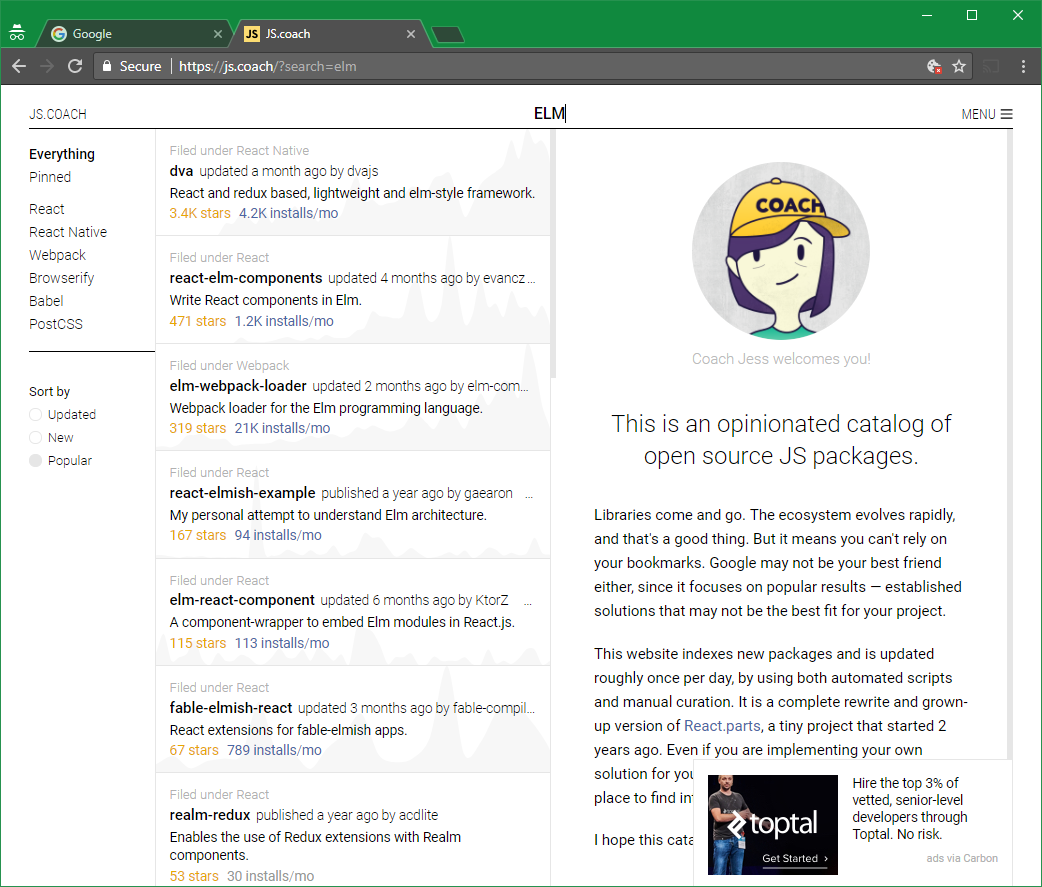 Google
JS JS.coach
Secure https://js.coach/?search=elm
JS.COACH
ELM
MENU
Everything
Pinned
React
React Native
Webpack
Browserify
Babel
PostCSS
Sort by
Updated
New
Popular
Filed under React Native
dva updated a month ago by dvajs
React and redux based, lightweight and elm-style framework.
3.4K stars 4.2K installs/mo
Filed under React
react-elm-components updated 4 months ago by evancz...
Write React components in Elm.
471 stars 1.2K installs/mo
Filed under Webpack
elm-webpack-loader updated 2 months ago by elm-com...
Webpack loader for the Elm programming language.
319 stars 21K installs/mo
Filed under React
react-elmish-example published a year ago by gaearon ...
My personal attempt to understand Elm architecture.
167 stars 94 installs/mo
Filed under React
elm-react-component updated 6 months ago by KtorZ ...
A component-wrapper to embed Elm modules in React.js.
115 stars 113 installs/mo
Filed under React
fable-elmish-react updated 3 months ago by fable-compil...
React extensions for fable-elmish apps.
67 stars 789 installs/mo
Filed under React
realm-redux published a year ago by acdlite
Enables the use of Redux extensions with Realm
components.
53 stars 30 installs/mo
COACH
Coach Jess welcomes you!
This is an opinionated catalog of
open source JS packages.
Libraries come and go. The ecosystem evolves rapidly,
and that's a good thing. But it means you can't rely on
your bookmarks. Google may not be your best friend
either, since it focuses on popular results — established
solutions that may not be the best fit for your project.
This website indexes new packages and is updated
roughly once per day, by using both automated scripts
and manual curation. It is a complete rewrite and grown-
up version of React.parts, a tiny project that started 2
years ago. Even if you are implementing your own
solution for you
place to find in
I hope this cata
toptal
Get Started ›
Hire the top 3% of
vetted, senior-level
developers through
Toptal. No risk.
ads via Carbon